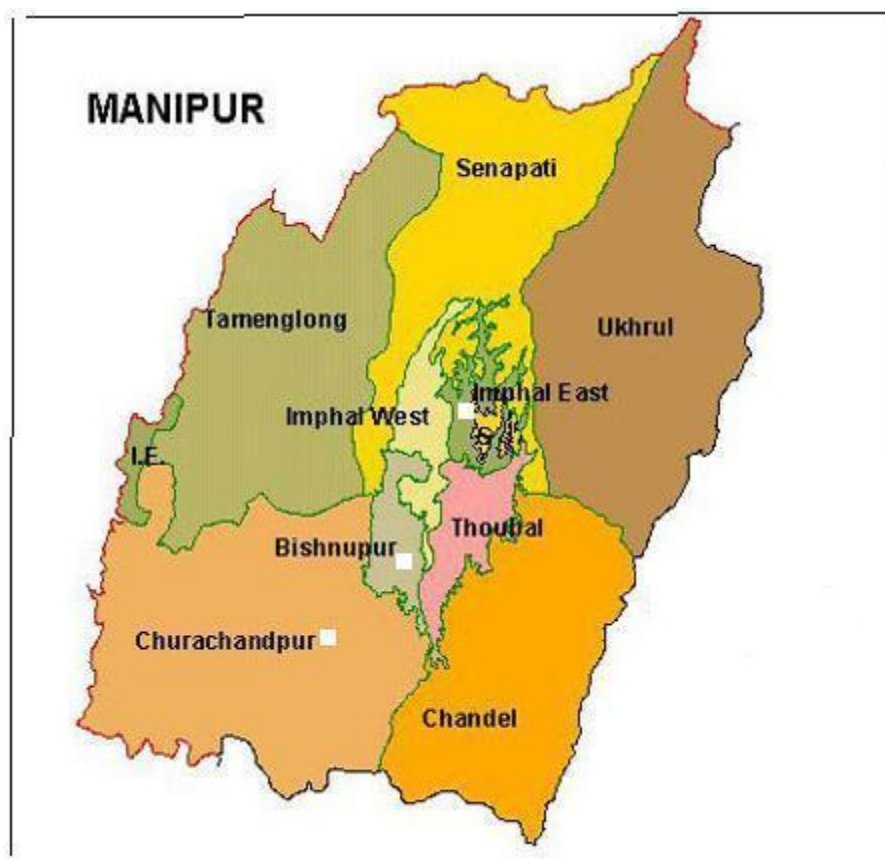 MANIPUR
Senapati
Tamenglong
Ukhrul
Imphal East
Imphal West
I.E.
Thoubal
Bishnupur
Churachandpur
Chandel